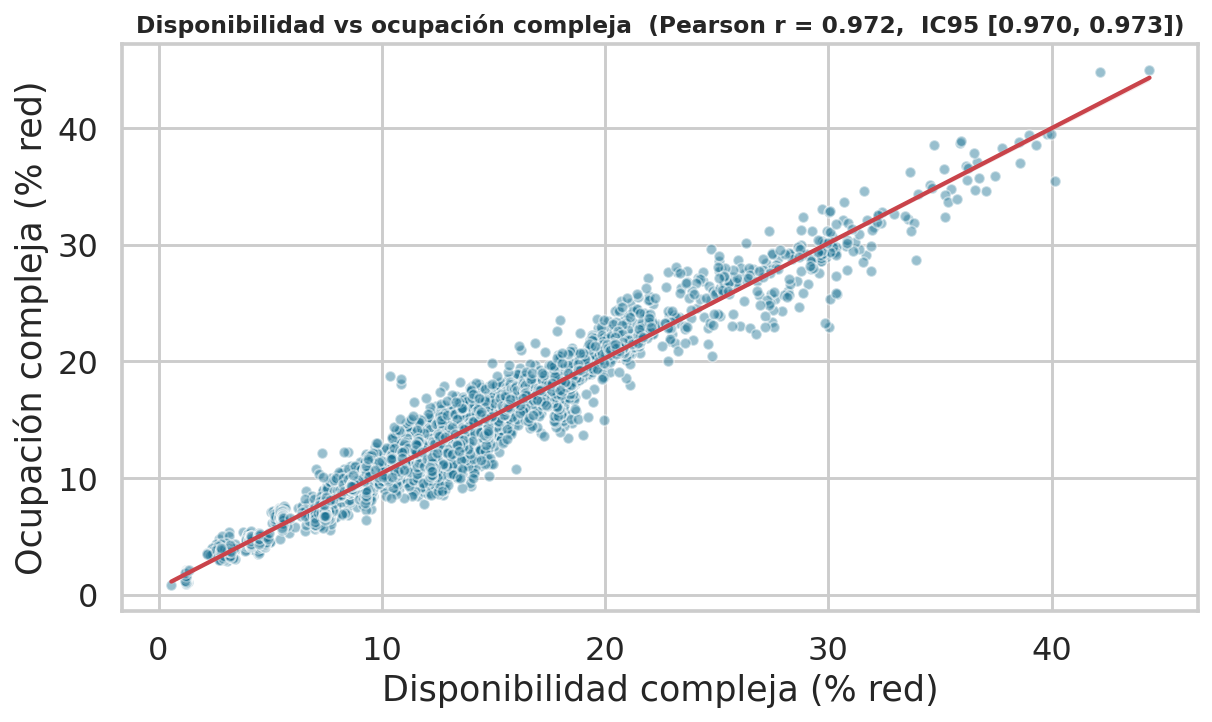 Disponibilidad vs ocupación compleja (Pearson r = 0.972, IC95 [0.970, 0.973])
Ocupación compleja (% red)
40
30
20
10
0
0 10 20 30 40
Disponibilidad compleja (% red)